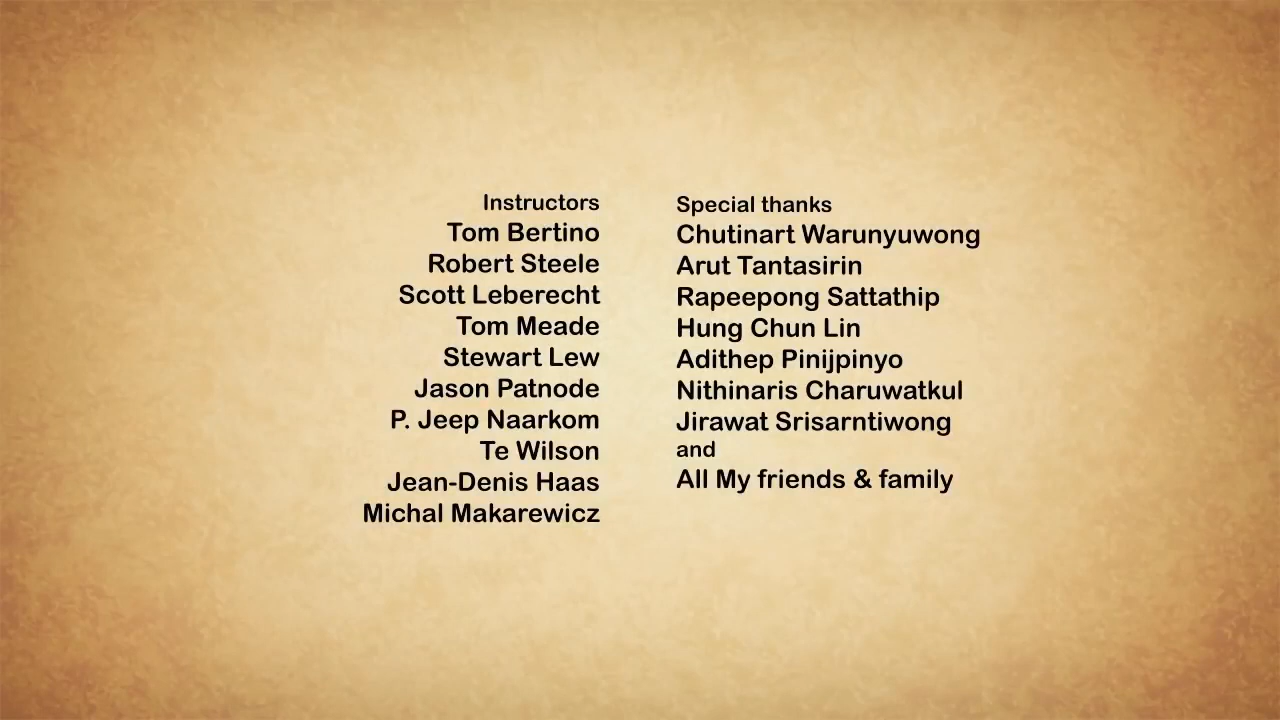 Instructors
Tom Bertino
Robert Steele
Scott Leberecht
Tom Meade
Stewart Lew
Jason Patnode
P. Jeep Naarkom
Te Wilson
Jean-Denis Haas
Michal Makarewicz
Special thanks
Chutinart Warunyuwong
Arut Tantasirin
Rapeepong Sattathip
Hung Chun Lin
Adithep Pinijpinyo
Nithinaris Charuwatkul
Jirawat Srisarntiwong
and
All My friends & family